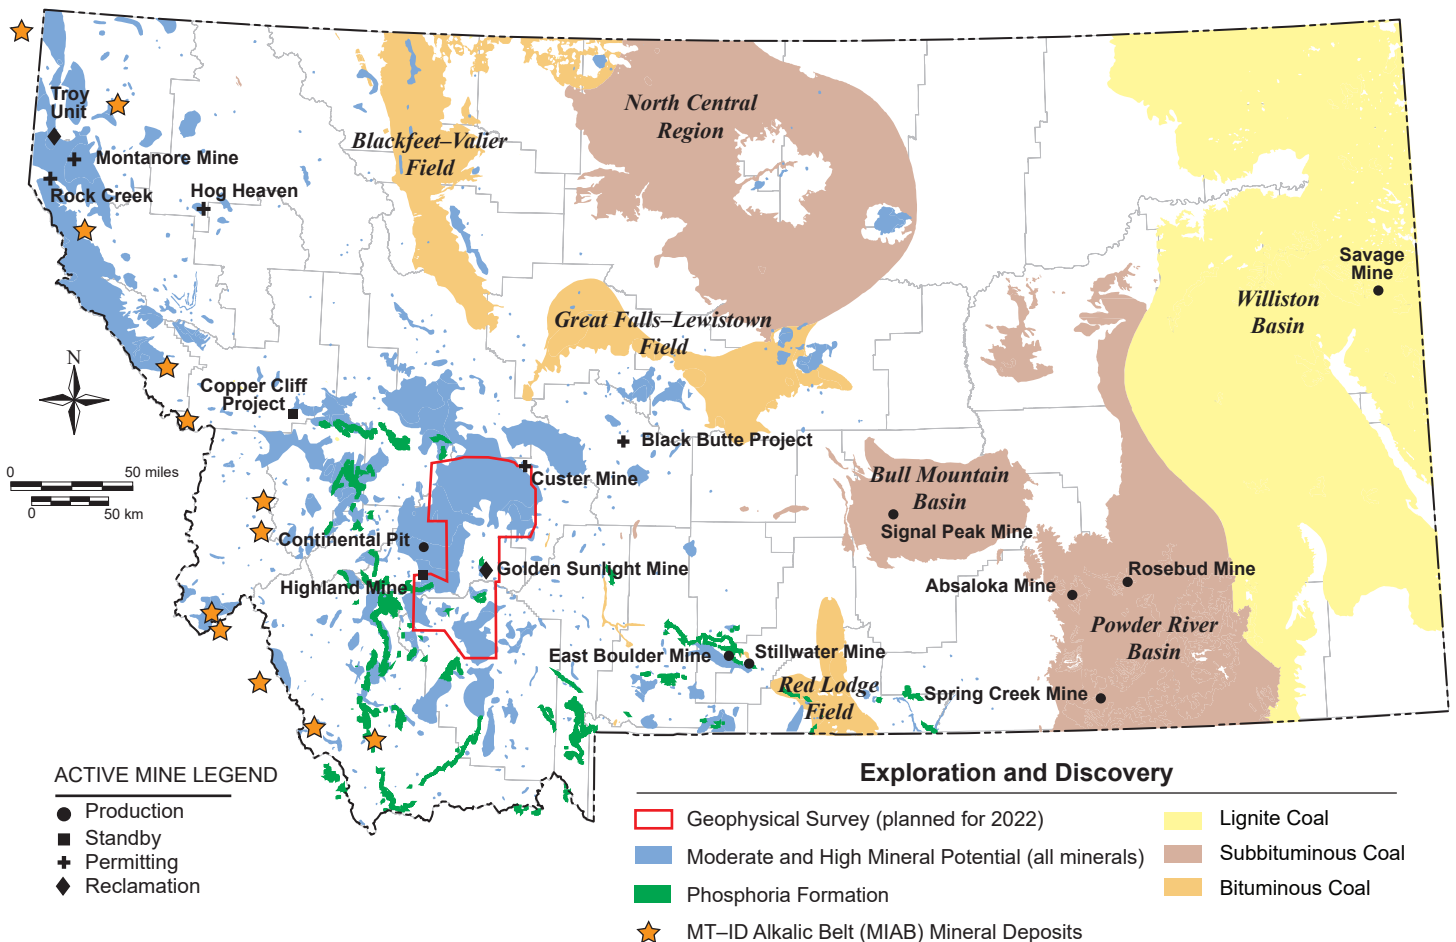 North Central
Region
Troy
Unit
Blackfeet–Valier
Field
Montanore Mine
Rock Creek
Hog Heaven
Savage
Mine
Williston
Basin
Great Falls–Lewistown
Field
N
Copper Cliff
Project
Black Butte Project
0
50 miles
0
50 km
Custer Mine
Bull Mountain
Basin
Signal Peak Mine
Continental Pit
Golden Sunlight Mine
Highland Mine
Absaloka Mine
Rosebud Mine
Powder River
Basin
East Boulder Mine
Stillwater Mine
Red Lodge
Field
Spring Creek Mine
ACTIVE MINE LEGEND
Production
Standby
Permitting
Reclamation
Exploration and Discovery
Geophysical Survey (planned for 2022)
Moderate and High Mineral Potential (all minerals)
Phosphoria Formation
MT–ID Alkalic Belt (MIAB) Mineral Deposits
Lignite Coal
Subbituminous Coal
Bituminous Coal